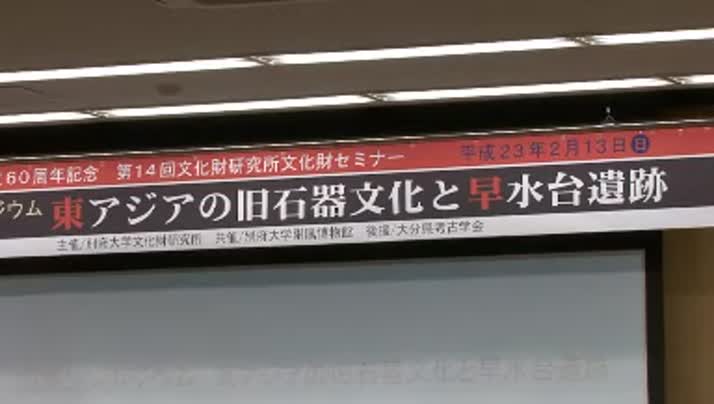 60周年記念 第14回文化財研究所文化財セミナー 平成23年2月13日(日)
ジウム 東アジアの旧石器文化と早水台遺跡
主催/別府大学文化財研究所 共催/別府大学附属博物館 後援/大分県考古学会